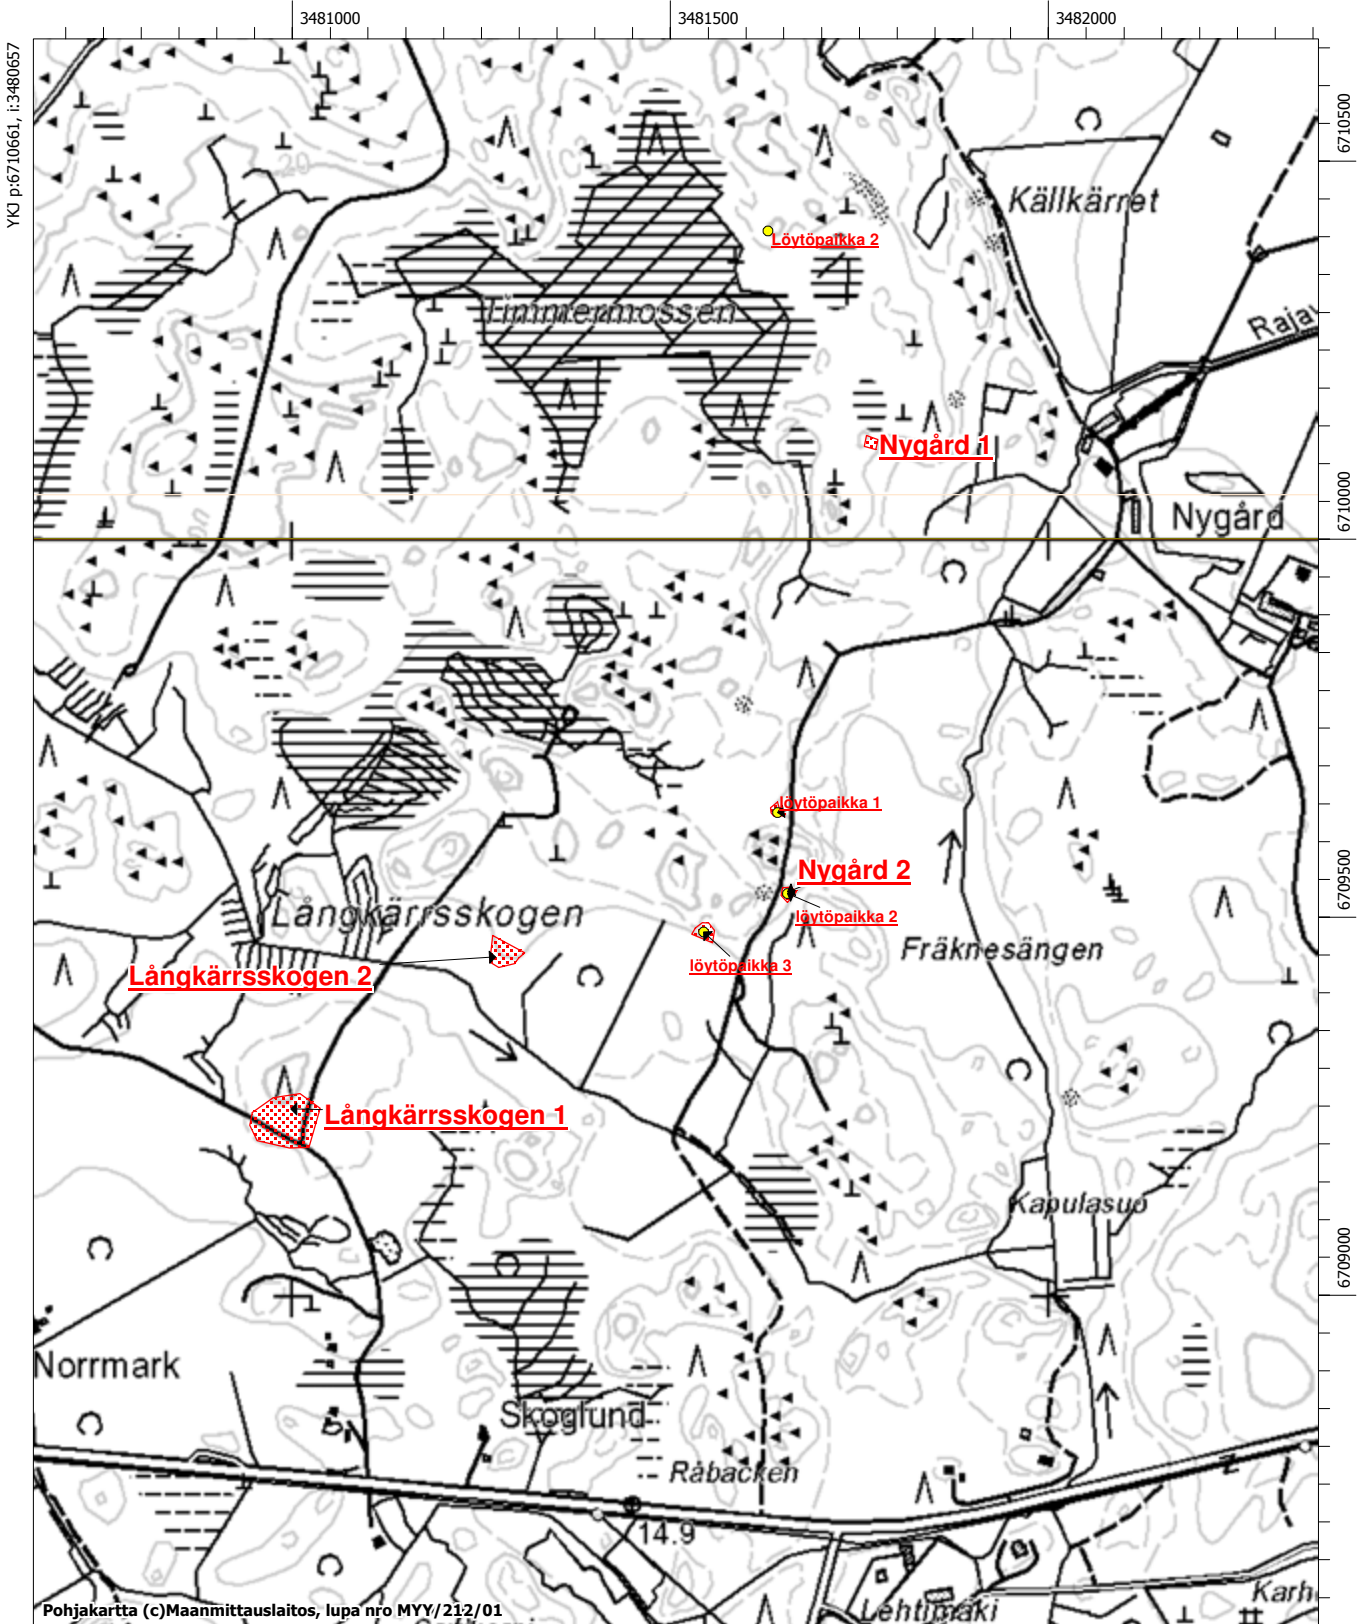 3481000
3481500
3482000
YKJ p:6710661, i:3480657
6710500
Källkärret
Löytöpaikka 2
Timmermossen
Nygård 1
6710000
Nygård
löytöpaikka 1
Nygård 2
6709500
Långkärrsskogen
löytöpaikka 2
Fräknesängen
löytöpaikka 3
Långkärrsskogen 2
Långkärrsskogen 1
Kapulasuo
6709000
Norrmark
Skoglund
Råbacken
14.9
20
Lehtimäki
Pohjakartta (c)Maanmittauslaitos, lupa nro MYY/212/01